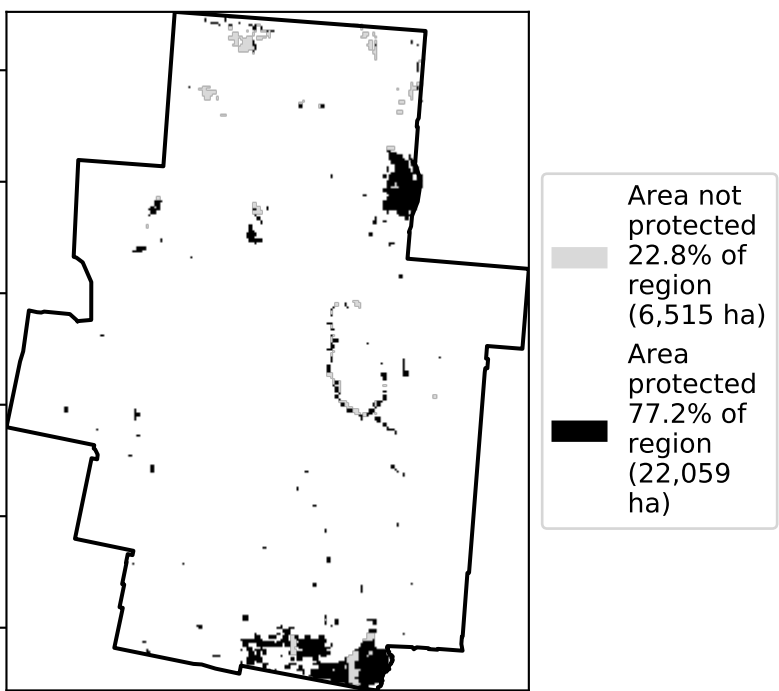 Area not
protected
22.8% of
region
(6,515 ha)
Area
protected
77.2% of
region
(22,059
ha)